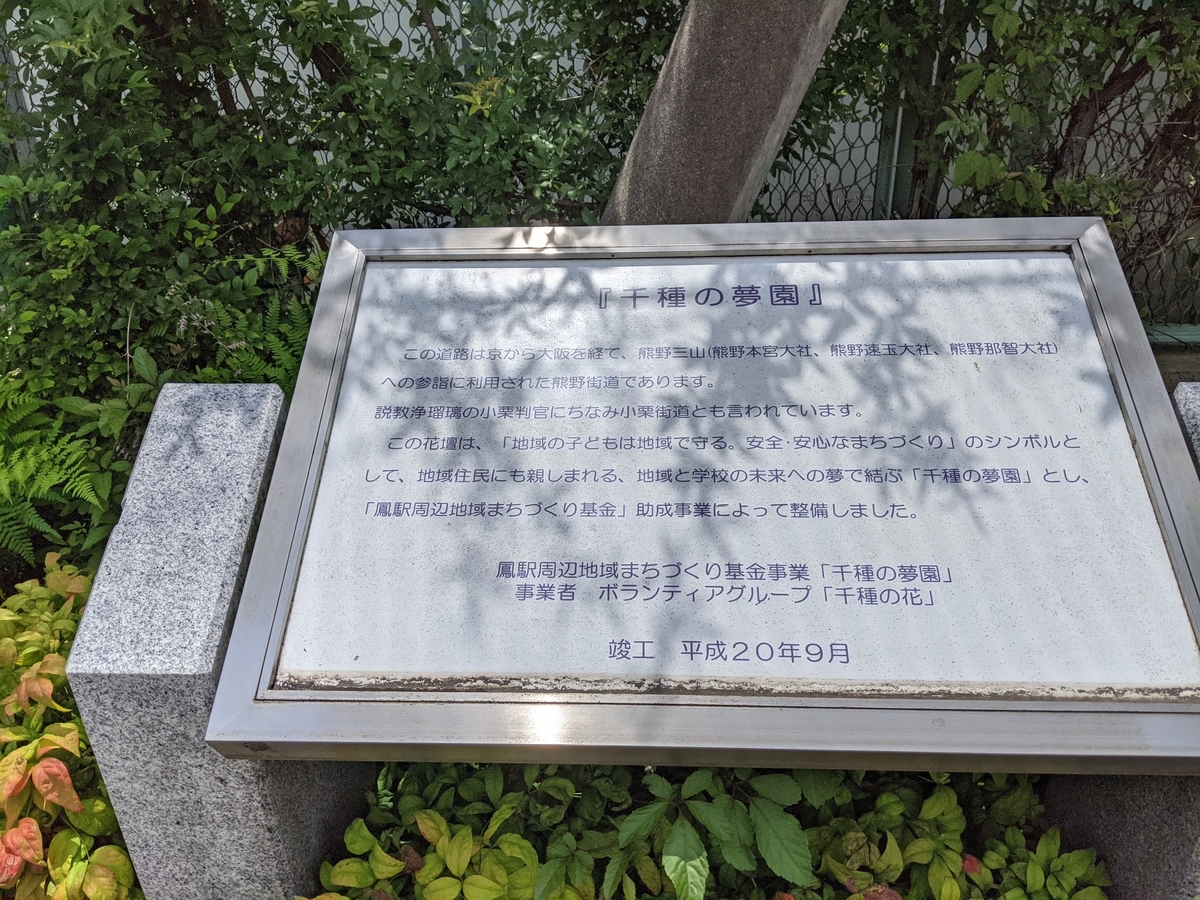 『千種の夢園』
この道路は京から大阪を経て、熊野三山(熊野本宮大社、熊野速玉大社、熊野那智大社)
への参詣に利用された熊野街道であります。
説教浄瑠璃の小栗判官にちなみ小栗街道とも言われています。
この花壇は、「地域の子どもは地域で守る。安全・安心なまちづくり」のシンボルと
して、地域住民にも親しまれる、地域と学校の未来への夢で結ぶ「千種の夢園」とし、
「鳳駅周辺地域まちづくり基金」助成事業によって整備しました。
鳳駅周辺地域まちづくり基金事業「千種の夢園」
事業者 ボランティアグループ「千種の花」
竣工 平成20年9月